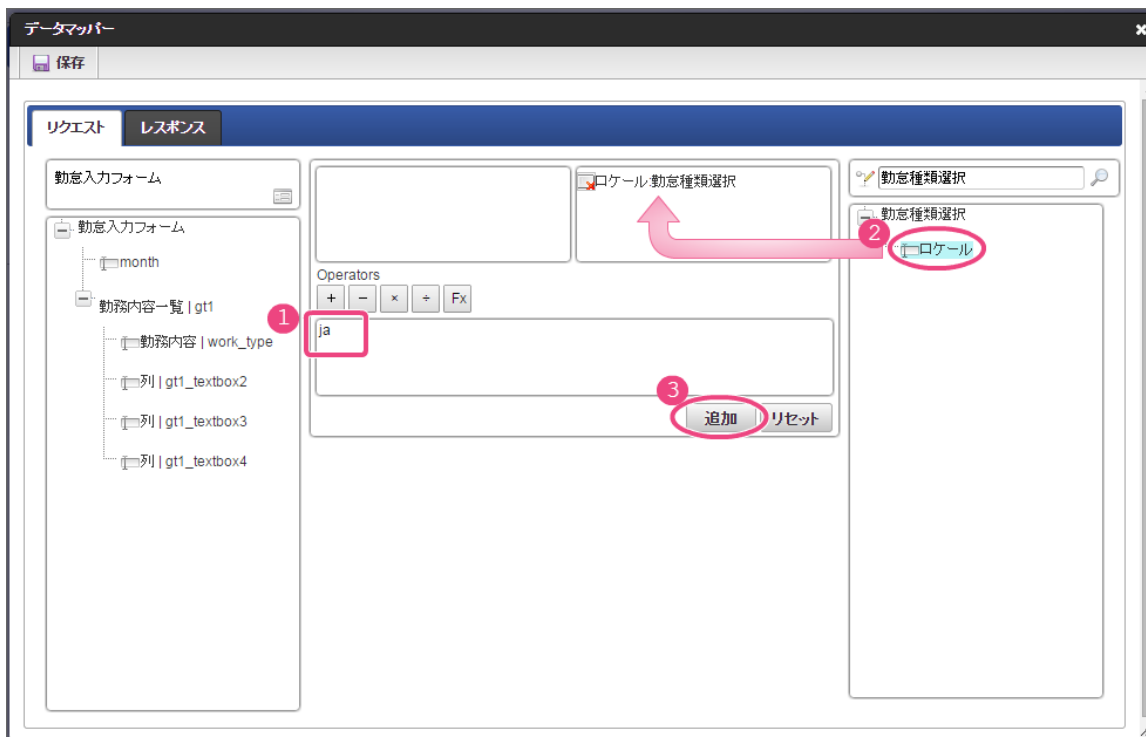 データマッパー
保存
リクエスト
レスポンス
勤怠入力フォーム
勤怠入力フォーム
month
勤務内容一覧 | gt1
勤務内容 | work_type
列 | gt1_textbox2
列 | gt1_textbox3
列 | gt1_textbox4
ロケール:勤怠種類選択
Operators
+ − × ÷ Fx
1
ja
3
追加
リセット
勤怠種類選択
勤怠種類選択
2
ロケール